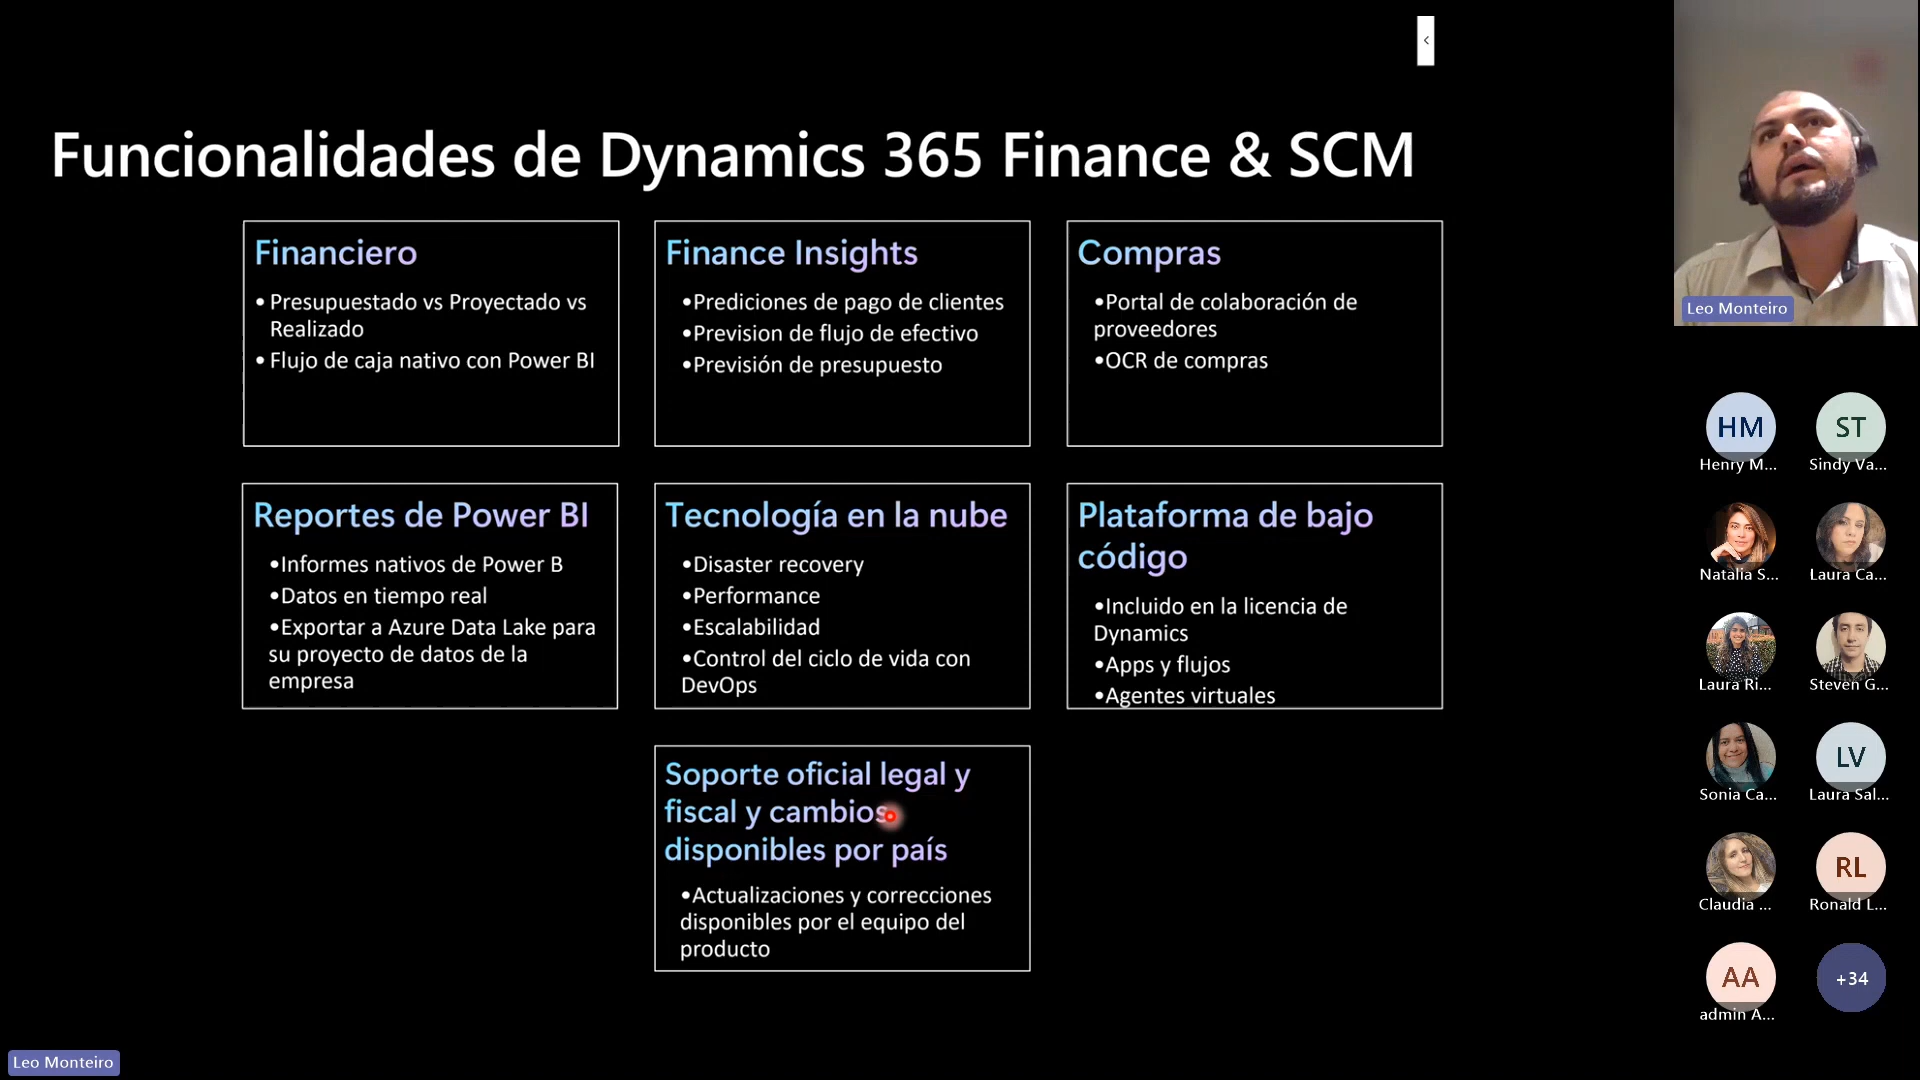 Funcionalidades de Dynamics 365 Finance & SCM
Financiero
• Presupuestado vs Proyectado vs
Realizado
• Flujo de caja nativo con Power BI
Finance Insights
•Prediciones de pago de clientes
•Prevision de flujo de efectivo
•Previsión de presupuesto
Compras
•Portal de colaboración de
proveedores
•OCR de compras
Reportes de Power BI
•Informes nativos de Power B
•Datos en tiempo real
•Exportar a Azure Data Lake para
su proyecto de datos de la
empresa
Tecnología en la nube
•Disaster recovery
•Performance
•Escalabilidad
•Control del ciclo de vida con
DevOps
Plataforma de bajo
código
•Incluido en la licencia de
Dynamics
•Apps y flujos
•Agentes virtuales
Soporte oficial legal y
fiscal y cambios
disponibles por país
•Actualizaciones y correcciones
disponibles por el equipo del
producto
Leo Monteiro
HM
Henry M...
ST
Sindy Va...
Natalia S...
Laura Ca...
Laura Ri...
Steven G...
Sonia Ca...
LV
Laura Sal...
Claudia ...
RL
Ronald L...
AA
admin A...
+34
Leo Monteiro